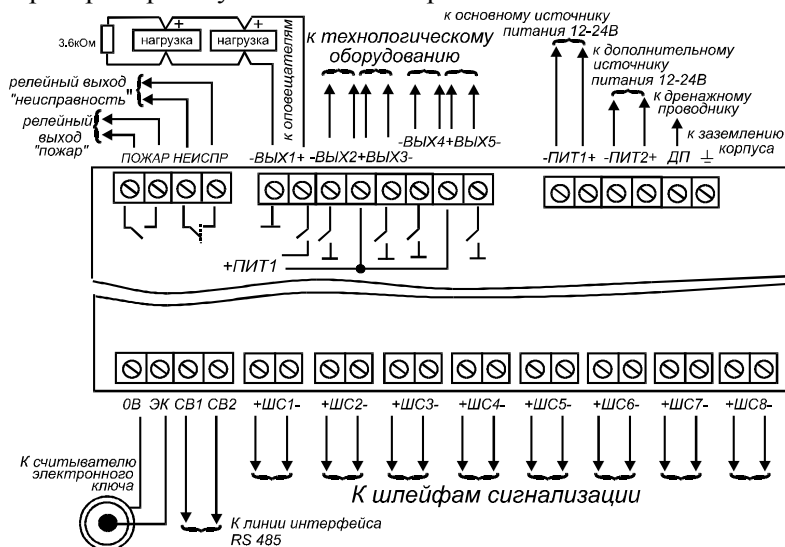 3.6кОм
+
+
нагрузка
нагрузка
к оповещателям
к технологическому
оборудованию
к основному источнику
питания 12-24В
к дополнительному
источнику
питания 12-24В
к дренажному
проводнику
к заземлению
корпуса
релейный выход
"неисправность"
релейный
выход
"пожар"
ПОЖАР НЕИСПР
-ВЫХ1+
-ВЫХ2+ВЫХ3-
-ВЫХ4+ВЫХ5-
-ПИТ1+
-ПИТ2+
ДП
+ПИТ1
0В ЭК СВ1 СВ2
+ШС1-
+ШС2-
+ШС3-
+ШС4-
+ШС5-
+ШС6-
+ШС7-
+ШС8-
К считывателю
электронного
ключа
К линии интерфейса
RS 485
К шлейфам сигнализации